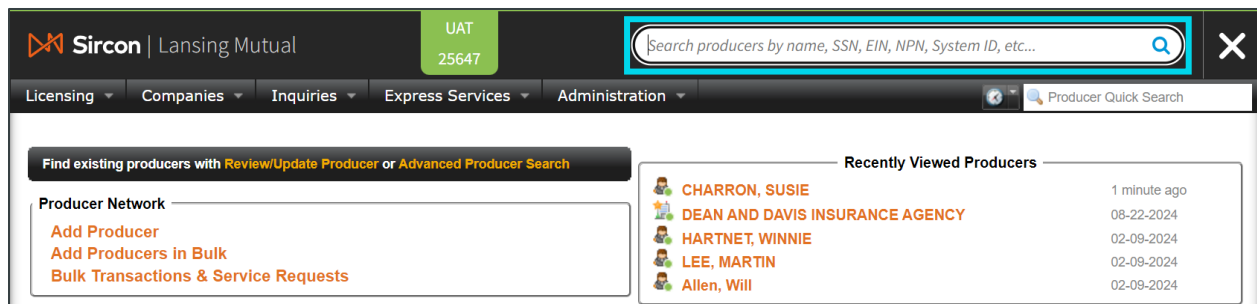 Sircon | Lansing Mutual
UAT
25647
Search producers by name, SSN, EIN, NPN, System ID, etc...
Licensing Companies Inquiries Express Services Administration
Producer Quick Search
Find existing producers with Review/Update Producer or Advanced Producer Search
Producer Network
Add Producer
Add Producers in Bulk
Bulk Transactions & Service Requests
Recently Viewed Producers
CHARRON, SUSIE 1 minute ago
DEAN AND DAVIS INSURANCE AGENCY 08-22-2024
HARTNET, WINNIE 02-09-2024
LEE, MARTIN 02-09-2024
Allen, Will 02-09-2024